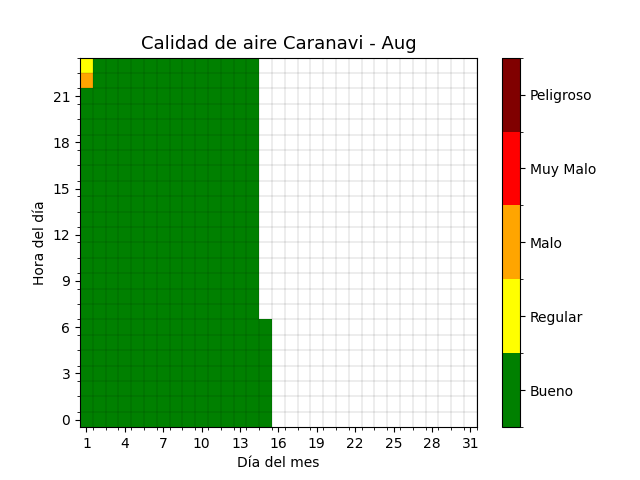 Calidad de aire Caranavi - Aug
Hora del día
21
18
15
12
9
6
3
0
1 4 7 10 13 16 19 22 25 28 31
Día del mes
Peligroso
Muy Malo
Malo
Regular
Bueno